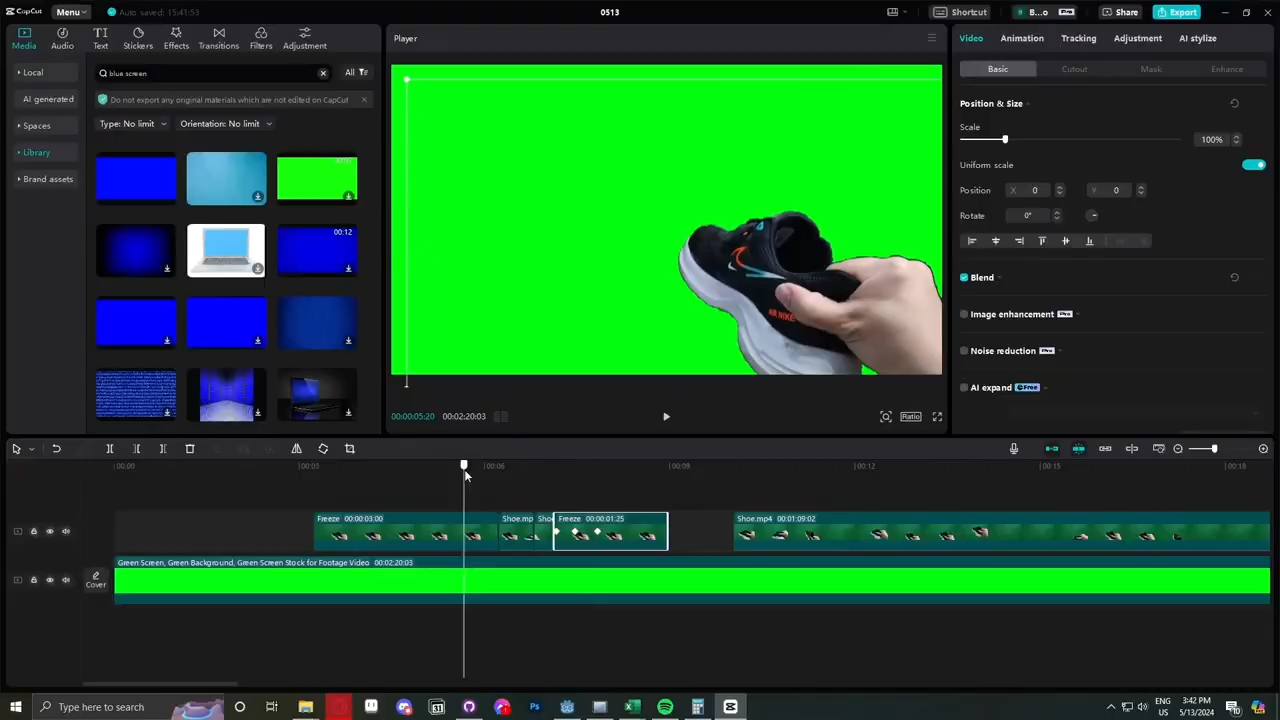 CapCut
Menu
Auto saved: 15:41:53
0513
Shortcut
B...o
Pro
Share
Export
Media
Audio
Text
Stickers
Effects
Transitions
Filters
Adjustment
Local
AI generated
Spaces
Library
Brand assets
blue screen
All
Do not export any original materials which are not edited on CapCut
Type: No limit
Orientation: No limit
00:12
Player
AIR NIKE
00:00:05:20
00:02:20:03
Ratio
Video
Animation
Tracking
Adjustment
AI stylize
Basic
Cutout
Mask
Enhance
Position & Size
Scale
100%
Uniform scale
Position
X
0
Y
0
Rotate
0°
Blend
Image enhancement
Pro
Noise reduction
Pro
AI expand
Free
00:00
00:03
00:06
00:09
00:12
00:15
00:18
Freeze 00:00:03:00
Shoe.mp
Shoe
Freeze 00:00:01:25
Shoe.mp4 00:01:09:02
Green Screen, Green Background, Green Screen Stock for Footage Video 00:02:20:03
Cover
Type here to search
ENG
US
3:42 PM
5/13/2024